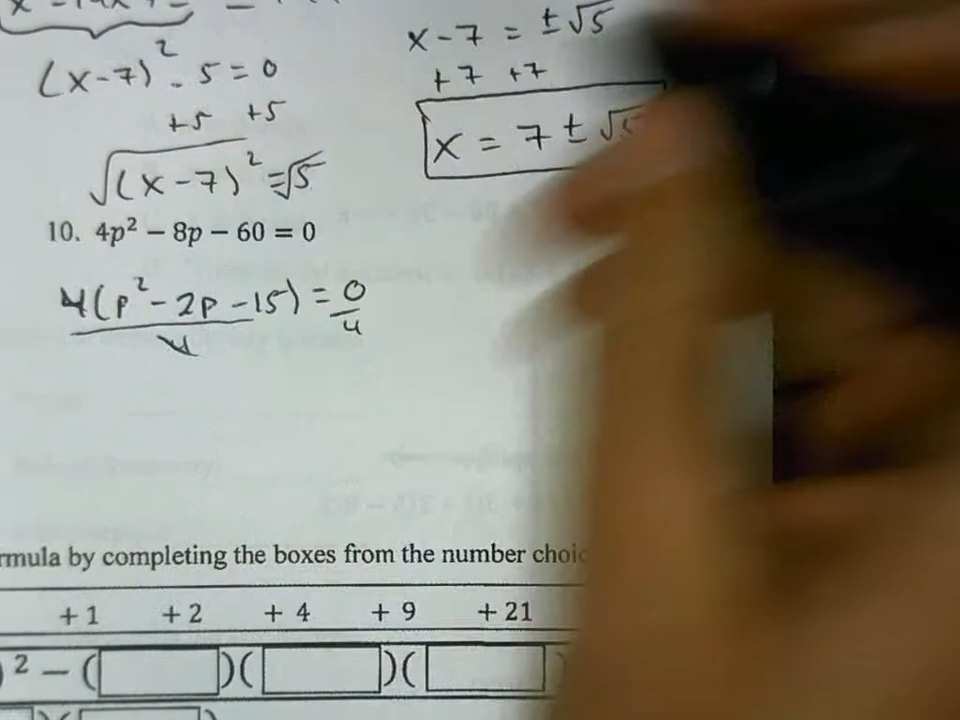 (x-7)² - 5 = 0
+5 +5
√(x-7)² = √5
x-7 = ±√5
+7 +7
x = 7 ± √5
10. 4p² − 8p − 60 = 0
4(p² - 2p - 15) = 0
4 4
by completing the boxes from the number
+ 1 + 2 + 4 + 9 + 21
) ² − ( )( )(